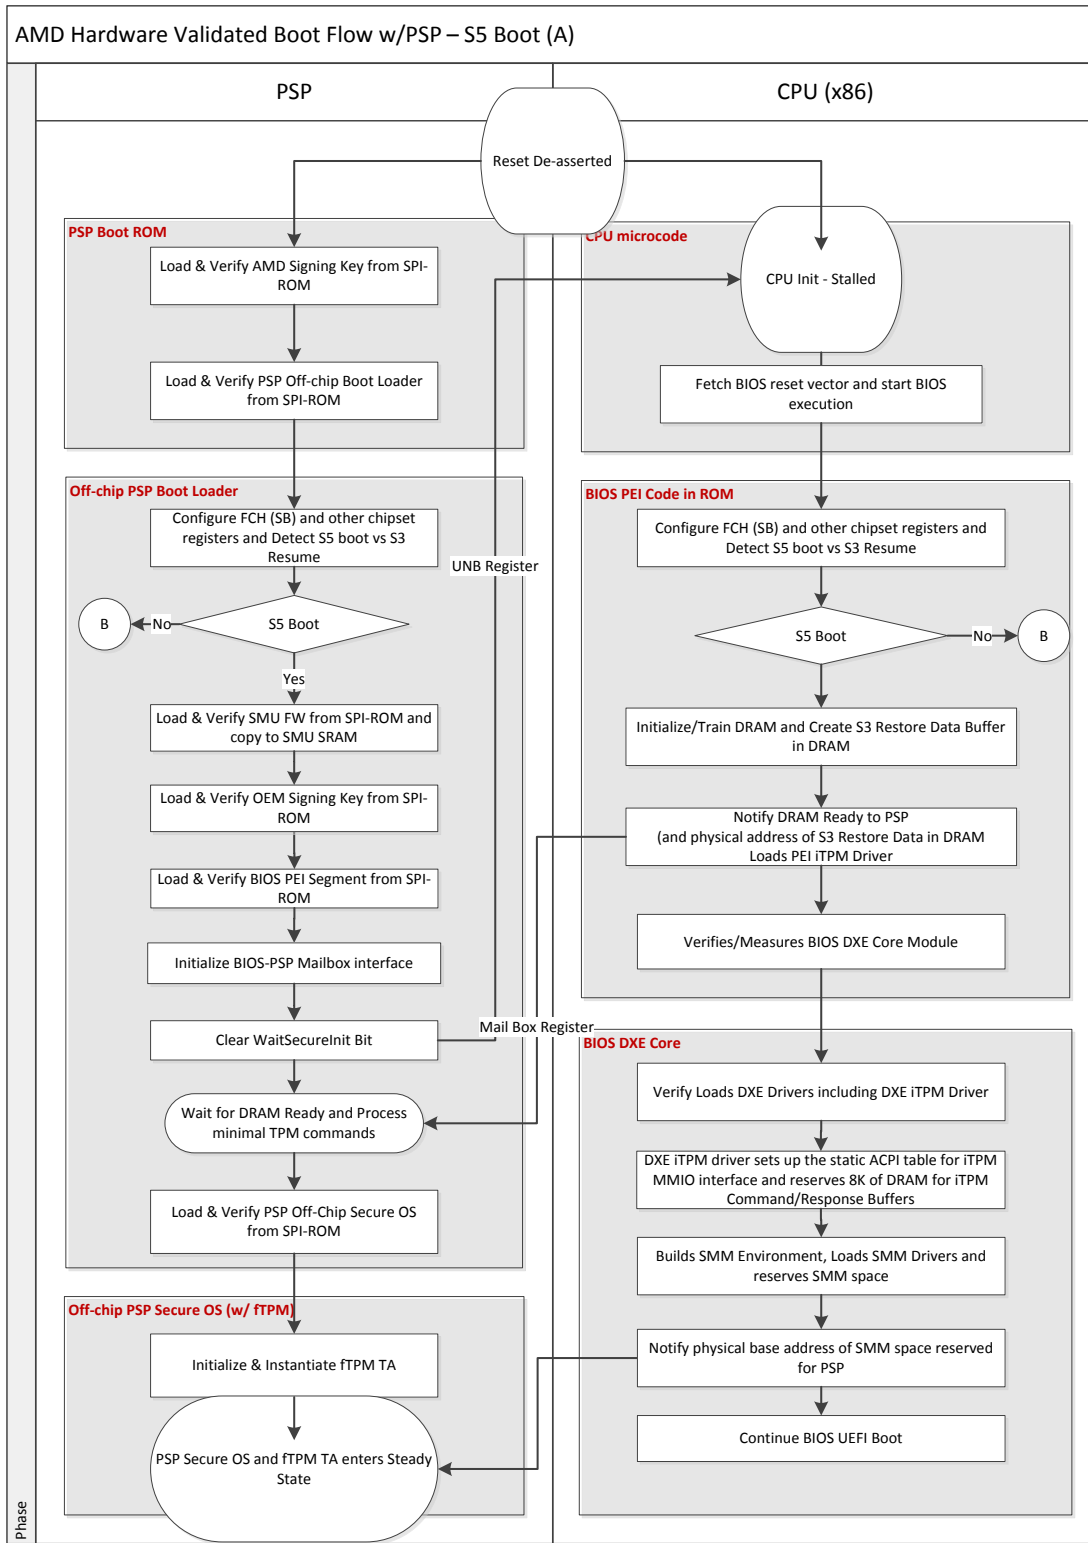 AMD Hardware Validated Boot Flow w/PSP – S5 Boot (A)
PSP
CPU (x86)
Reset De-asserted
PSP Boot ROM
Load & Verify AMD Signing Key from SPI-
ROM
Load & Verify PSP Off-chip Boot Loader
from SPI-ROM
CPU microcode
CPU Init - Stalled
Fetch BIOS reset vector and start BIOS
execution
Off-chip PSP Boot Loader
Configure FCH (SB) and other chipset
registers and Detect S5 boot vs S3
Resume
UNB Register
S5 Boot
No
B
Yes
Load & Verify SMU FW from SPI-ROM and
copy to SMU SRAM
Load & Verify OEM Signing Key from SPI-
ROM
Load & Verify BIOS PEI Segment from SPI-
ROM
Initialize BIOS-PSP Mailbox interface
Clear WaitSecureInit Bit
Mail Box Register
Wait for DRAM Ready and Process
minimal TPM commands
Load & Verify PSP Off-Chip Secure OS
from SPI-ROM
BIOS PEI Code in ROM
Configure FCH (SB) and other chipset registers and
Detect S5 boot vs S3 Resume
S5 Boot
No
B
Initialize/Train DRAM and Create S3 Restore Data Buffer
in DRAM
Notify DRAM Ready to PSP
(and physical address of S3 Restore Data in DRAM
Loads PEI iTPM Driver
Verifies/Measures BIOS DXE Core Module
BIOS DXE Core
Verify Loads DXE Drivers including DXE iTPM Driver
DXE iTPM driver sets up the static ACPI table for iTPM
MMIO interface and reserves 8K of DRAM for iTPM
Command/Response Buffers
Builds SMM Environment, Loads SMM Drivers and
reserves SMM space
Notify physical base address of SMM space reserved
for PSP
Continue BIOS UEFI Boot
Off-chip PSP Secure OS (w/ fTPM)
Initialize & Instantiate fTPM TA
PSP Secure OS and fTPM TA enters Steady
State
Phase